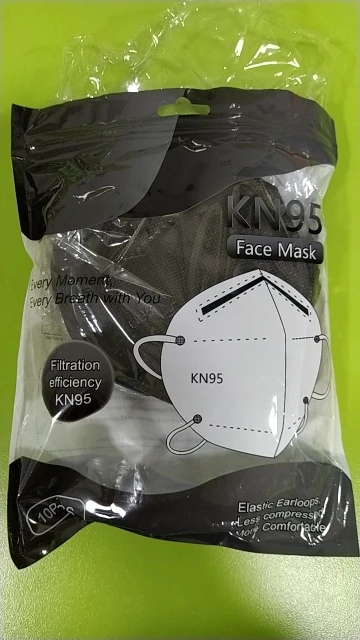 KN95
Face Mask
Every Moment,
Every Breath with You
KN95
Filtration
efficiency
KN95
10Pcs
Elastic Earloops.
Less compressed
More Comfortable